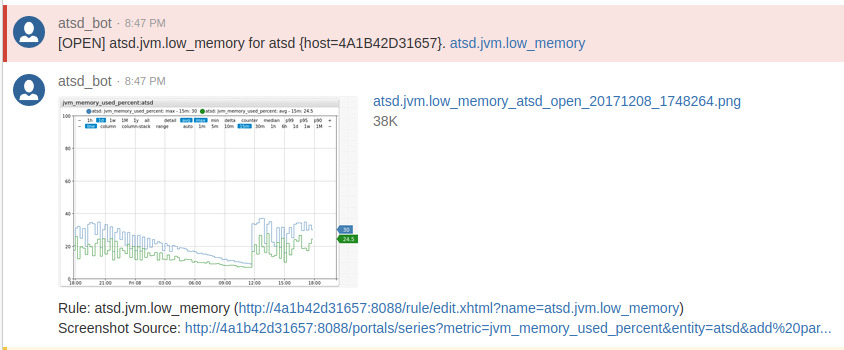 atsd_bot · 8:47 PM
[OPEN] atsd.jvm.low_memory for atsd {host=4A1B42D31657}. atsd.jvm.low_memory
atsd_bot · 8:47 PM
jvm_memory_used_percent:atsd
atsd: jvm_memory_used_percent: max - 15m: 30 atsd: jvm_memory_used_percent: avg - 15m: 24.5
− 1h 1d 1w 1M 1y all detail avg max min delta counter median p99 p95 p90 +
− line column column-stack range auto 1m 5m 10m 15m 30m 1h 6h 1d 1w 1M −
100
80
60
40
30
24.5
20
0
18:00 21:00 Fri 08 03:00 06:00 09:00 12:00 15:00 18:00
atsd.jvm.low_memory_atsd_open_20171208_1748264.png
38K
Rule: atsd.jvm.low_memory (http://4a1b42d31657:8088/rule/edit.xhtml?name=atsd.jvm.low_memory)
Screenshot Source: http://4a1b42d31657:8088/portals/series?metric=jvm_memory_used_percent&entity=atsd&add%20par...